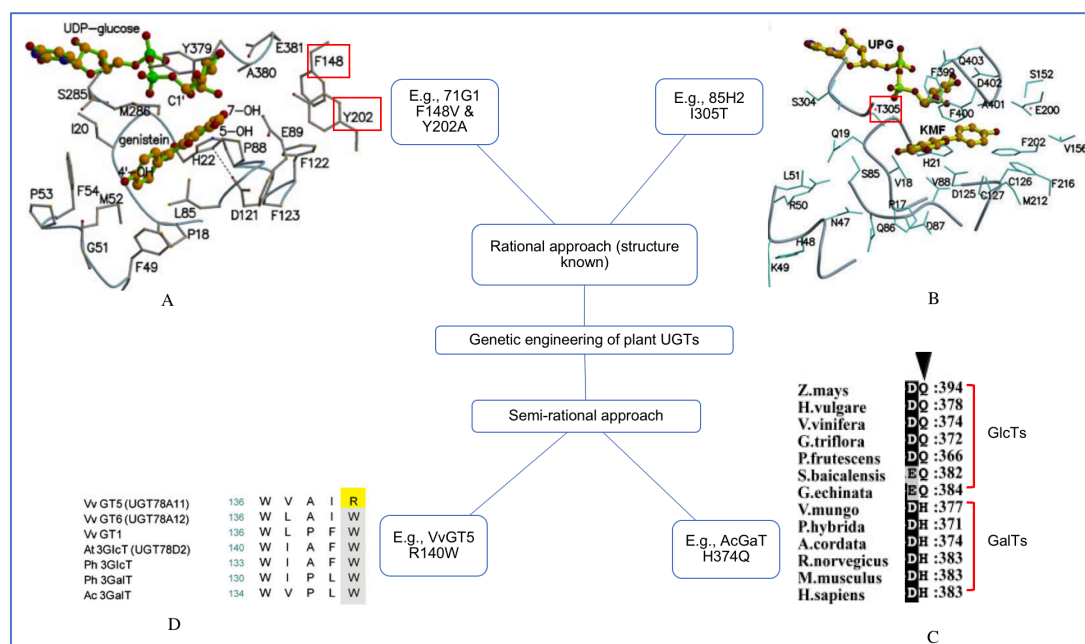 UDP-glucose
Y379
E381
A380
F148
S285
M286
C1'
Y202
7-OH
I20
genistein
5-OH
E89
P88
H22
F122
4'-OH
P53
F54
M52
L85
D121
F123
G51
P18
F49
A
E.g., 71G1
F148V &
Y202A
E.g., 85H2
I305T
UPG
F399
Q403
D402
S152
S304
T305
F400
A401
E200
KMF
Q19
H21
F202
V156
S85
V18
V88
C126
F216
L51
R50
P17
D125
C127
M212
N47
Q86
D87
H48
K49
B
Rational approach (structure
known)
Genetic engineering of plant UGTs
Semi-rational approach
E.g., VvGT5
R140W
E.g., AcGaT
H374Q
Vv GT5 (UGT78A11) 136 W V A I R
Vv GT6 (UGT78A12) 136 W L A I W
Vv GT1 136 W L P F W
At 3GlcT (UGT78D2) 140 W I A F W
Ph 3GlcT 133 W I A F W
Ph 3GalT 130 W I P L W
Ac 3GalT 134 W V P L W
D
Z.mays DQ :394
H.vulgare DQ :378
V.vinifera DQ :374
G.triflora DQ :372
P.frutescens DQ :366
S.baicalensis EQ :382
G.echinata EQ :384
V.mungo DH :377
P.hybrida DH :371
A.cordata DH :374
R.norvegicus DH :383
M.musculus DH :383
H.sapiens DH :383
GlcTs
GalTs
C